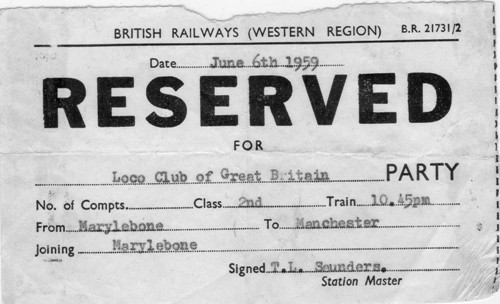 BRITISH RAILWAYS (WESTERN REGION) B.R. 21731/2
Date June 6th 1959
RESERVED
FOR
Loco Club of Great Britain PARTY
No. of Compts. Class 2nd Train 10.45pm
From Marylebone To Manchester
Joining Marylebone
Signed T.L. Saunders.
Station Master